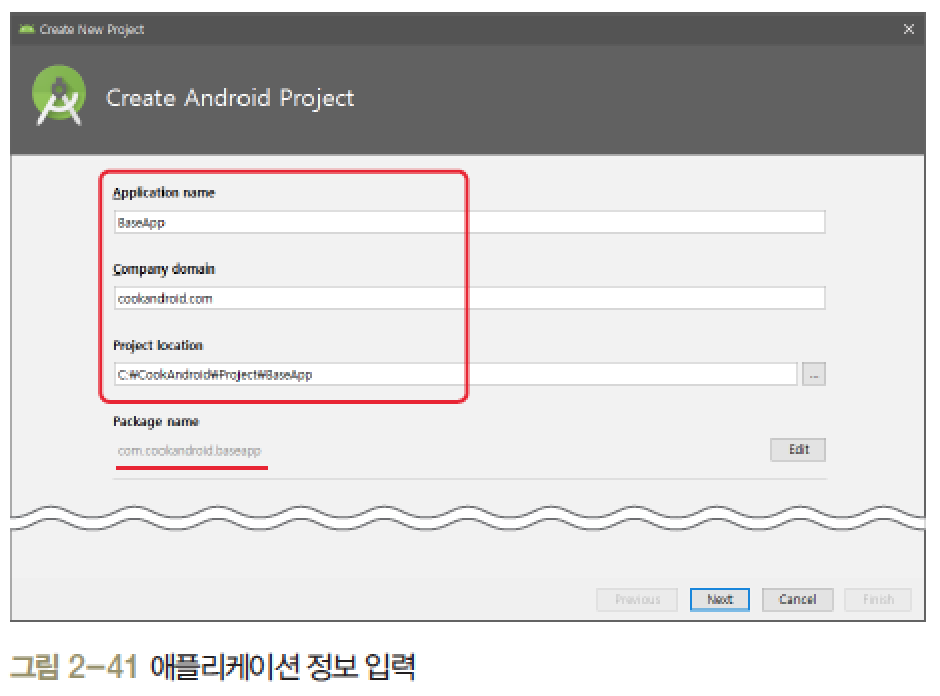 Create New Project
Create Android Project
Application name
BaseApp
Company domain
cookandroid.com
Project location
C:₩CookAndroid₩Project₩BaseApp
...
Package name
com.cookandroid.baseapp
Edit
Previous
Next
Cancel
Finish
그림 2-41 애플리케이션 정보 입력